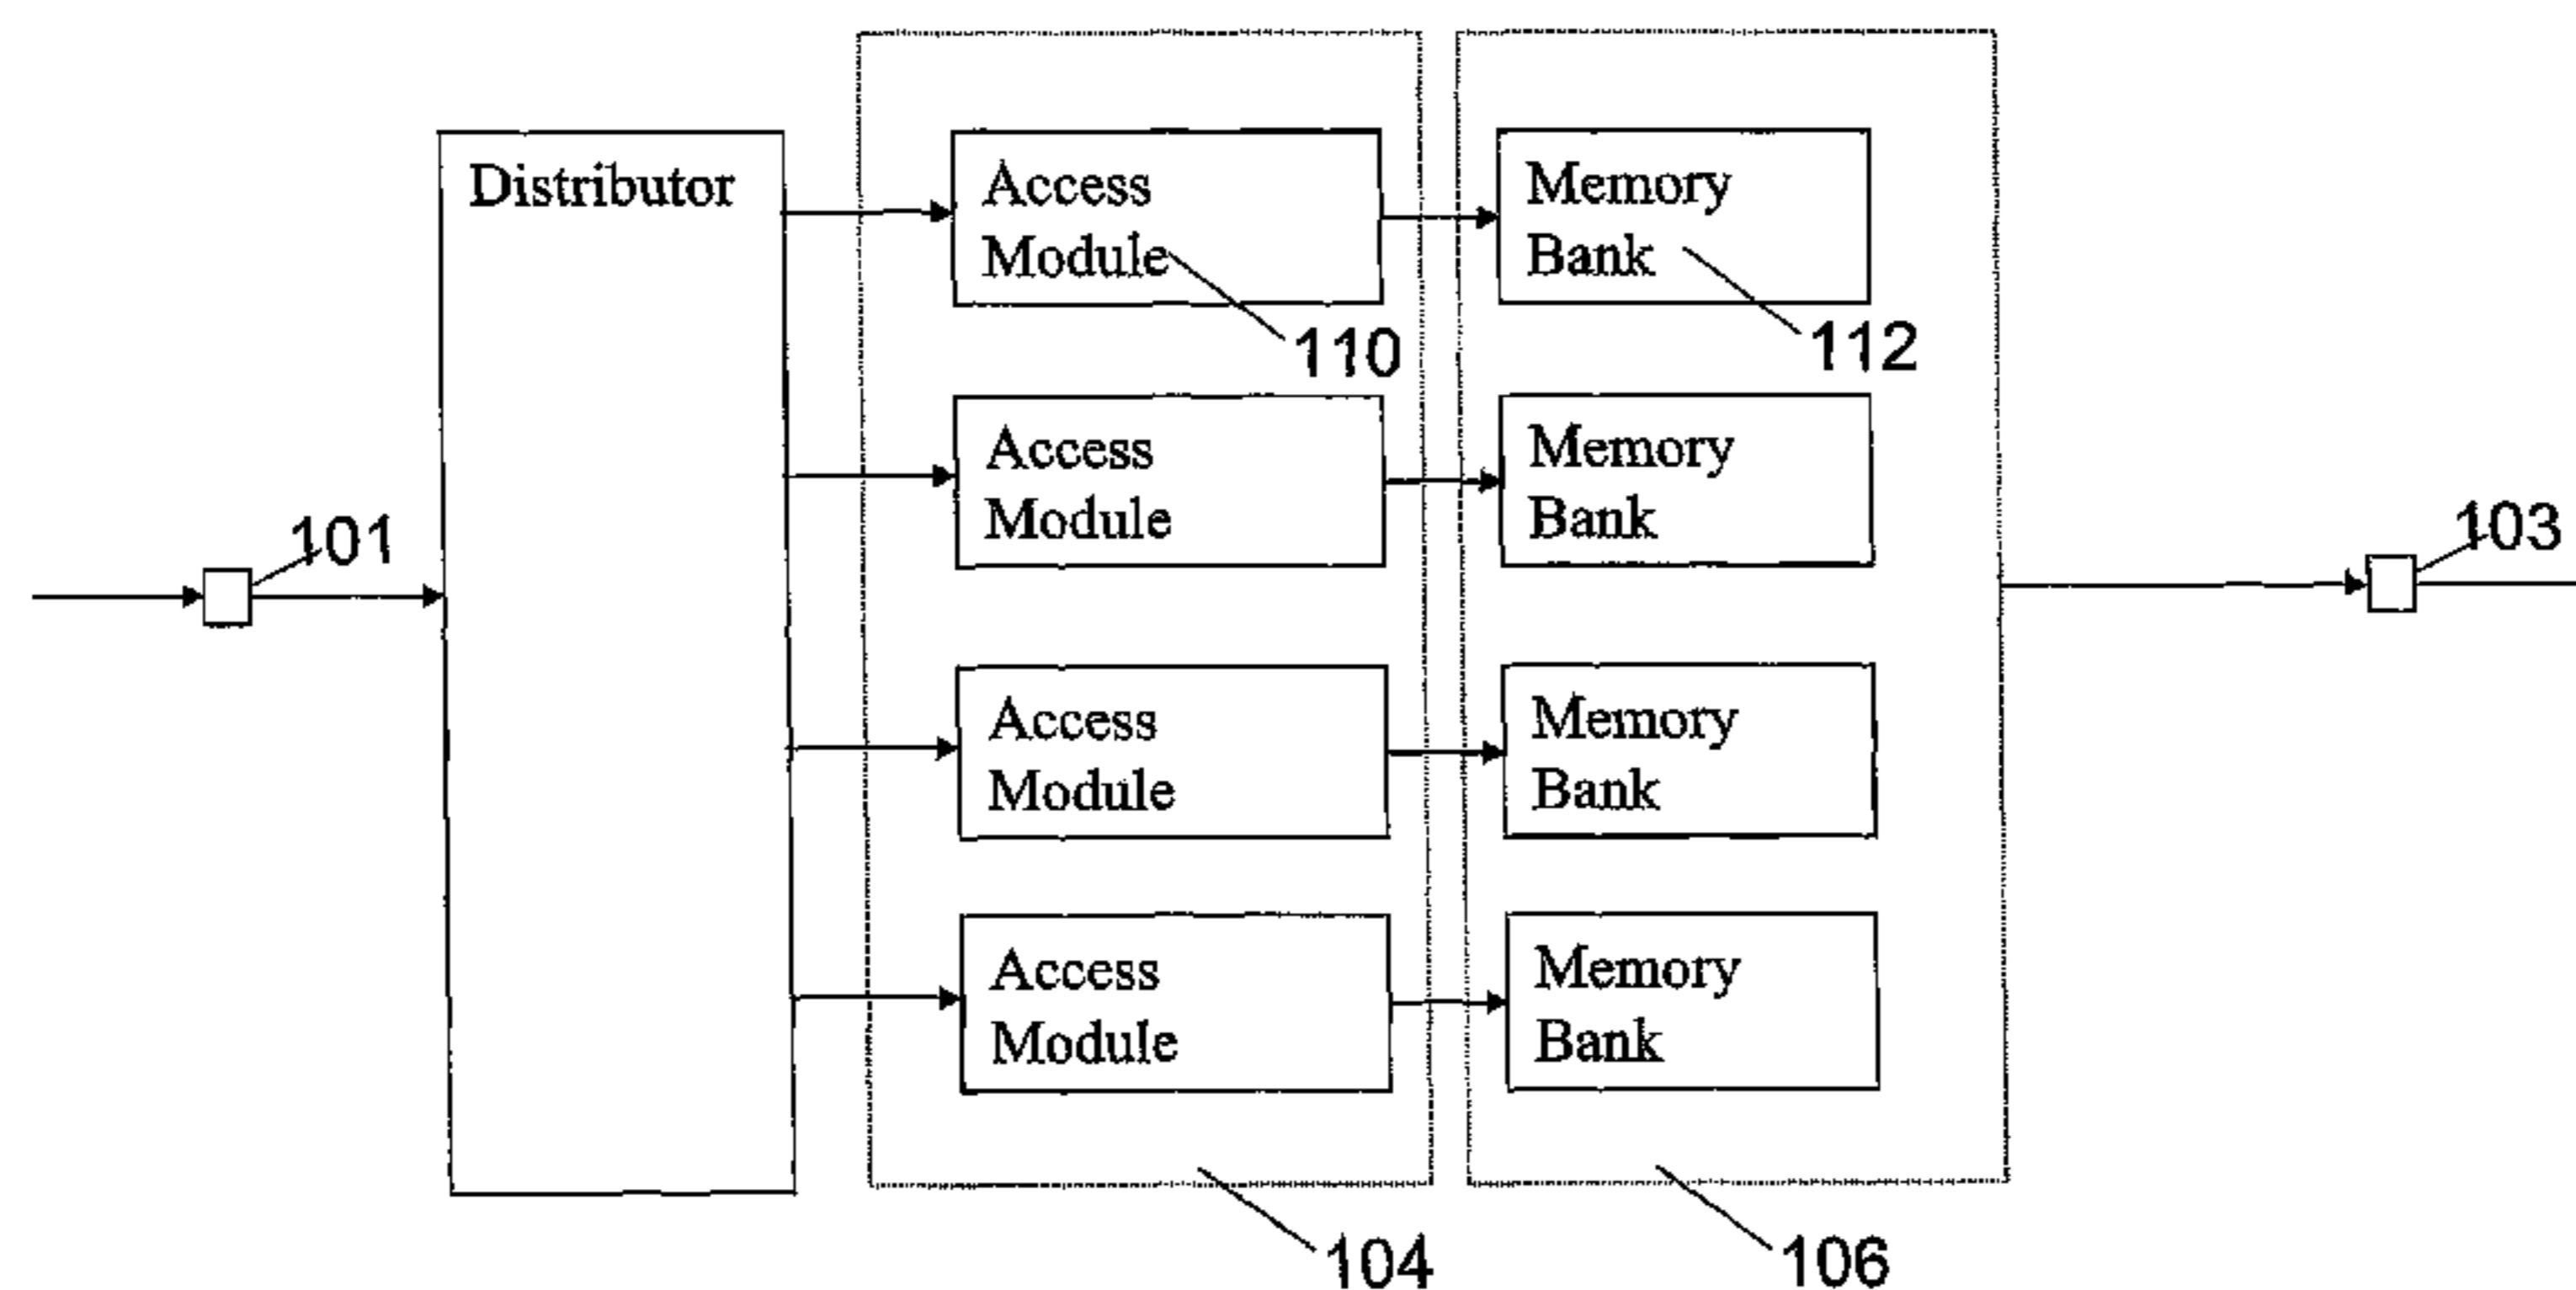 Distributor
Access
Module
110
Memory
Bank
112
Access
Module
Memory
Bank
101
103
Access
Module
Memory
Bank
Access
Module
Memory
Bank
104
106